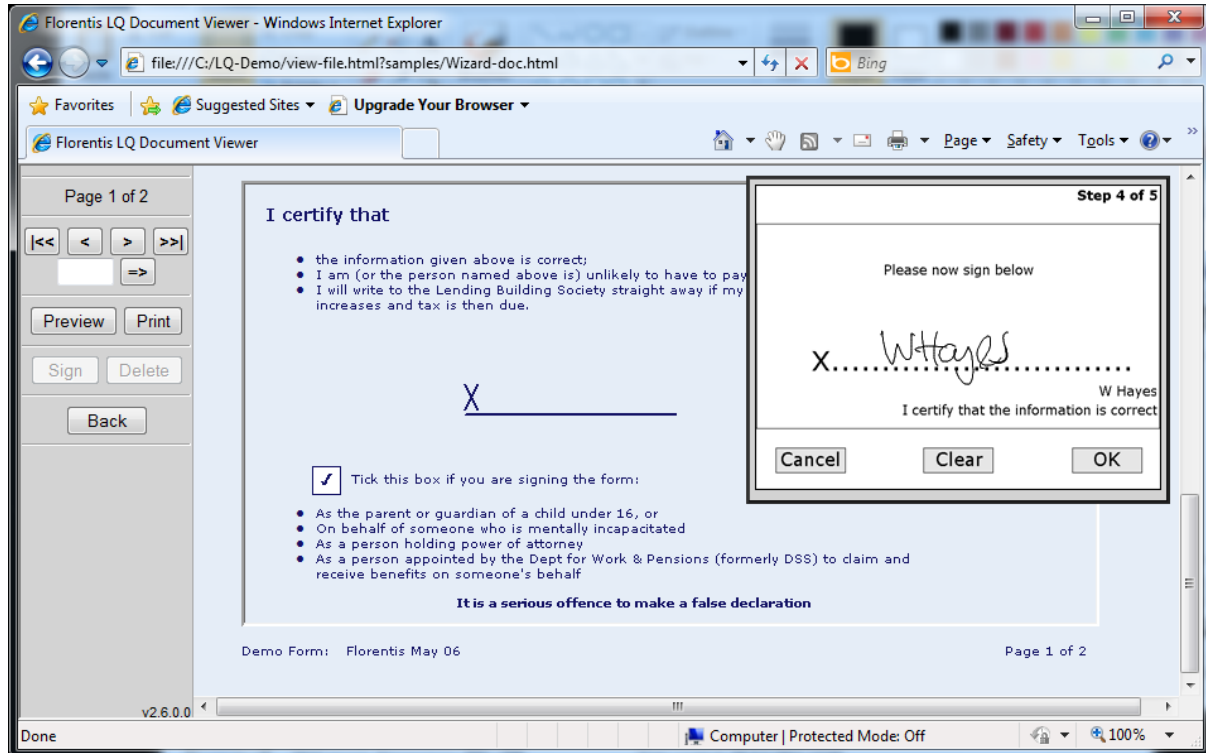 Florentis LQ Document Viewer - Windows Internet Explorer
file:///C:/LQ-Demo/view-file.html?samples/Wizard-doc.html
Bing
Favorites Suggested Sites Upgrade Your Browser
Florentis LQ Document Viewer Page Safety Tools »
Page 1 of 2
|<< < > >>|
=>
Preview Print
Sign Delete
Back
v2.6.0.0
I certify that
• the information given above is correct;
• I am (or the person named above is) unlikely to have to pay
• I will write to the Lending Building Society straight away if my
increases and tax is then due.
X
✓ Tick this box if you are signing the form:
• As the parent or guardian of a child under 16, or
• On behalf of someone who is mentally incapacitated
• As a person holding power of attorney
• As a person appointed by the Dept for Work & Pensions (formerly DSS) to claim and
receive benefits on someone's behalf
It is a serious offence to make a false declaration
Demo Form: Florentis May 06 Page 1 of 2
Step 4 of 5
Please now sign below
X WHayes
W Hayes
I certify that the information is correct
Cancel Clear OK
Done Computer | Protected Mode: Off 100%